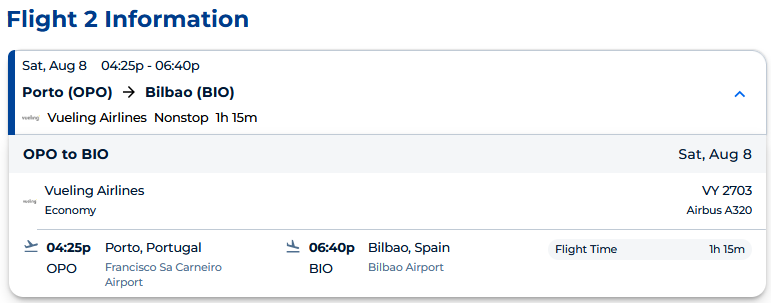 Flight 2 Information
Sat, Aug 8 04:25p - 06:40p
Porto (OPO) → Bilbao (BIO)
vueling Vueling Airlines Nonstop 1h 15m
OPO to BIO Sat, Aug 8
vueling Vueling Airlines VY 2703
Economy Airbus A320
04:25p Porto, Portugal 06:40p Bilbao, Spain Flight Time 1h 15m
OPO Francisco Sa Carneiro BIO Bilbao Airport
Airport